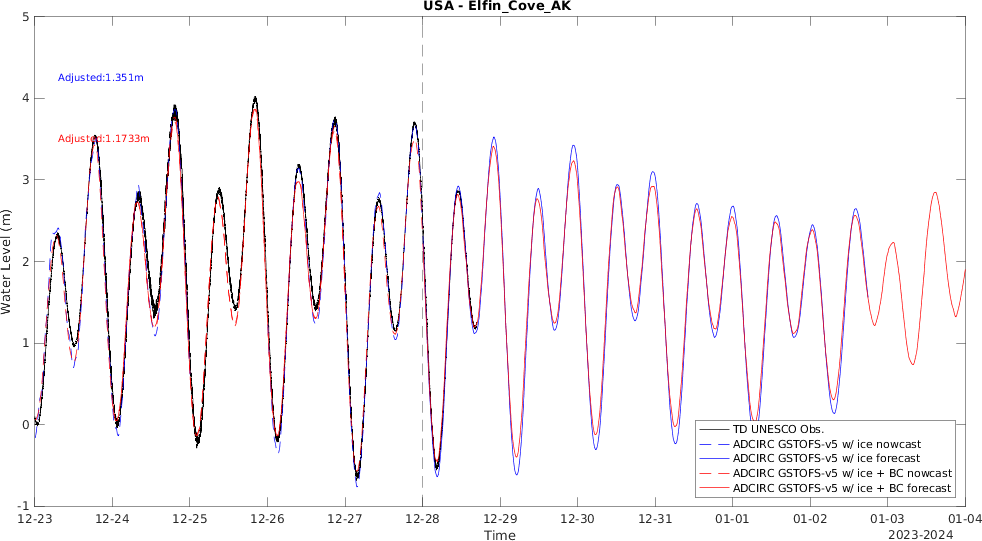 USA - Elfin_Cove_AK
5
Adjusted:1.351m
4
Adjusted:1.1733m
3
2
1
0
-1
Water Level (m)
TD UNESCO Obs.
ADCIRC GSTOFS-v5 w/ ice nowcast
ADCIRC GSTOFS-v5 w/ ice forecast
ADCIRC GSTOFS-v5 w/ ice + BC nowcast
ADCIRC GSTOFS-v5 w/ ice + BC forecast
12-23 12-24 12-25 12-26 12-27 12-28 12-29 12-30 12-31 01-01 01-02 01-03 01-04
Time
2023-2024